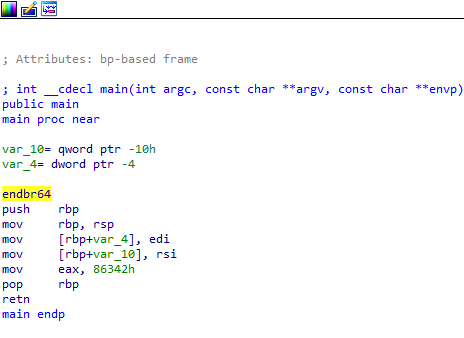 ; Attributes: bp-based frame
; int __cdecl main(int argc, const char **argv, const char **envp)
public main
main proc near
var_10= qword ptr -10h
var_4= dword ptr -4
endbr64
push    rbp
mov     rbp, rsp
mov     [rbp+var_4], edi
mov     [rbp+var_10], rsi
mov     eax, 86342h
pop     rbp
retn
main endp